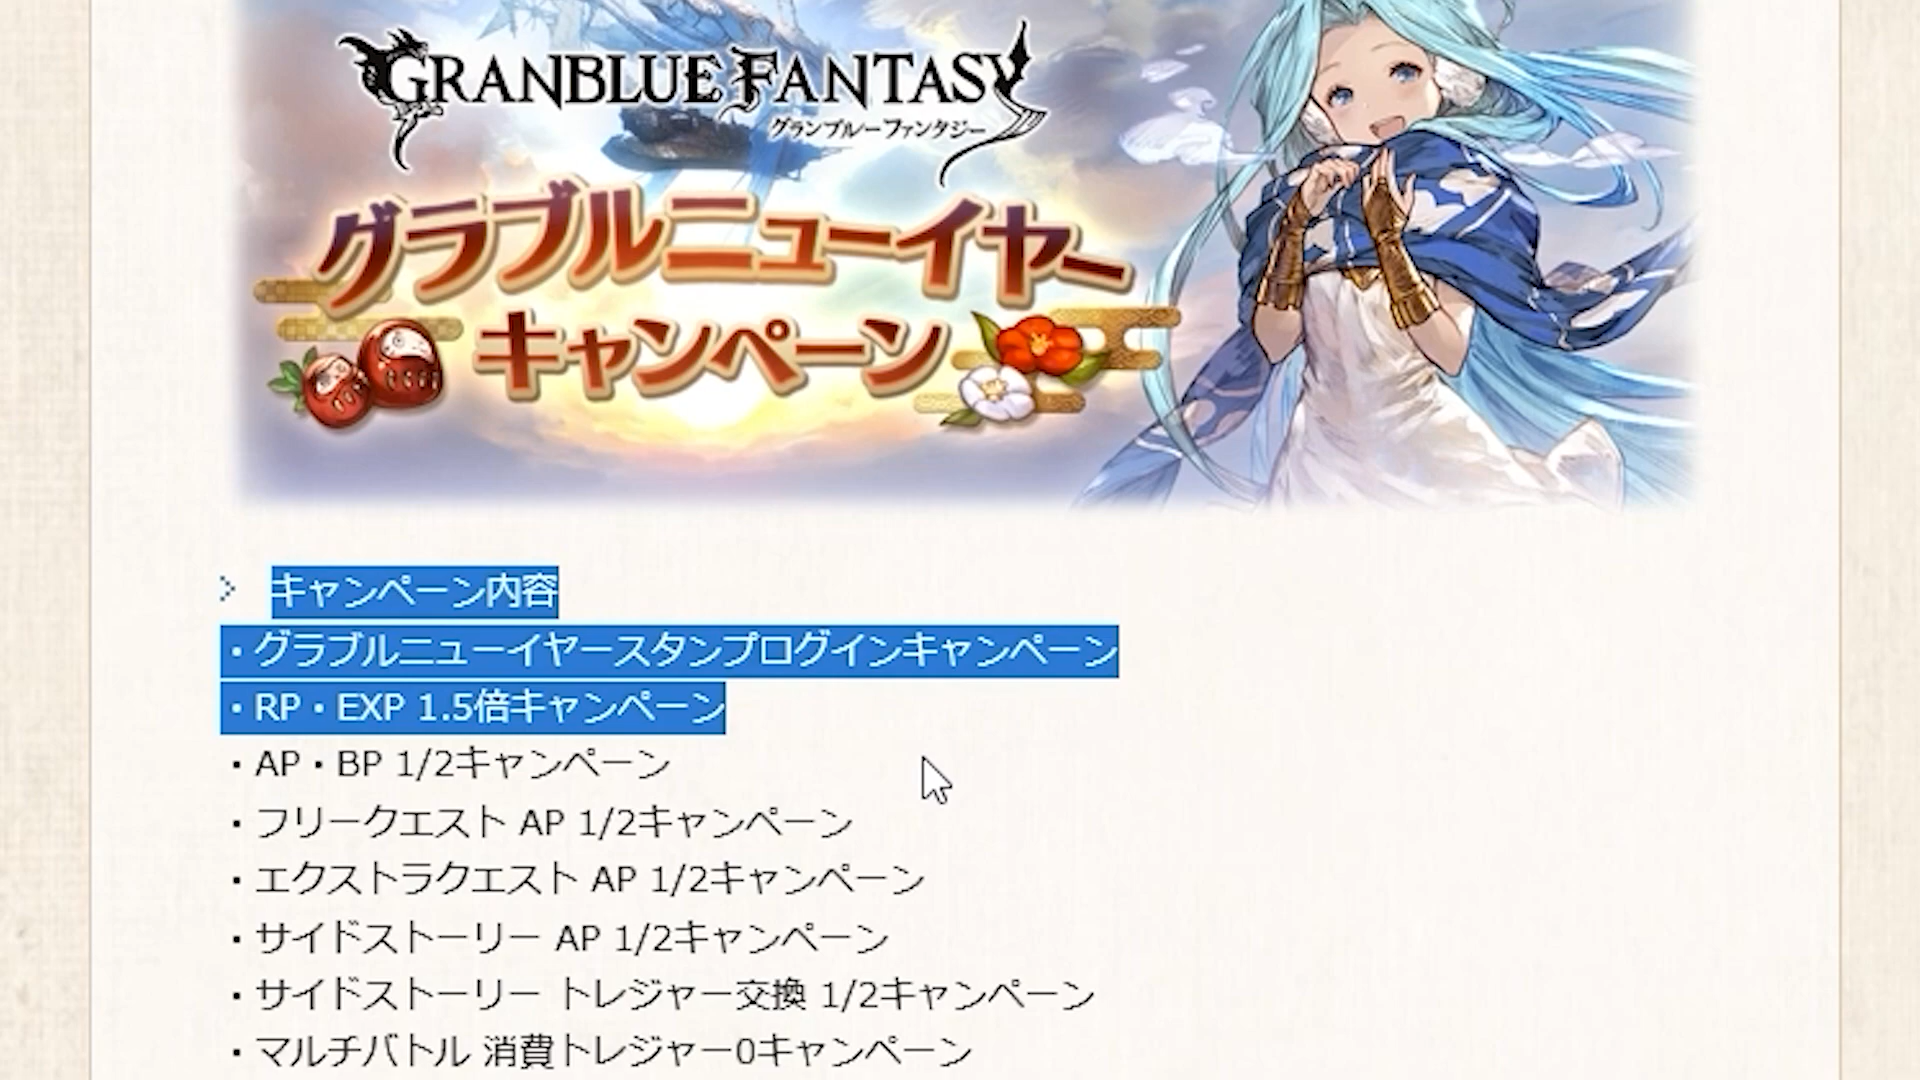 GRANBLUE FANTASY
グランブルーファンタジー
グラブルニューイヤー
キャンペーン
キャンペーン内容
・グラブルニューイヤースタンプログインキャンペーン
・RP・EXP 1.5倍キャンペーン
・AP・BP 1/2キャンペーン
・フリークエスト AP 1/2キャンペーン
・エクストラクエスト AP 1/2キャンペーン
・サイドストーリー AP 1/2キャンペーン
・サイドストーリー トレジャー交換 1/2キャンペーン
・マルチバトル 消費トレジャー0キャンペーン